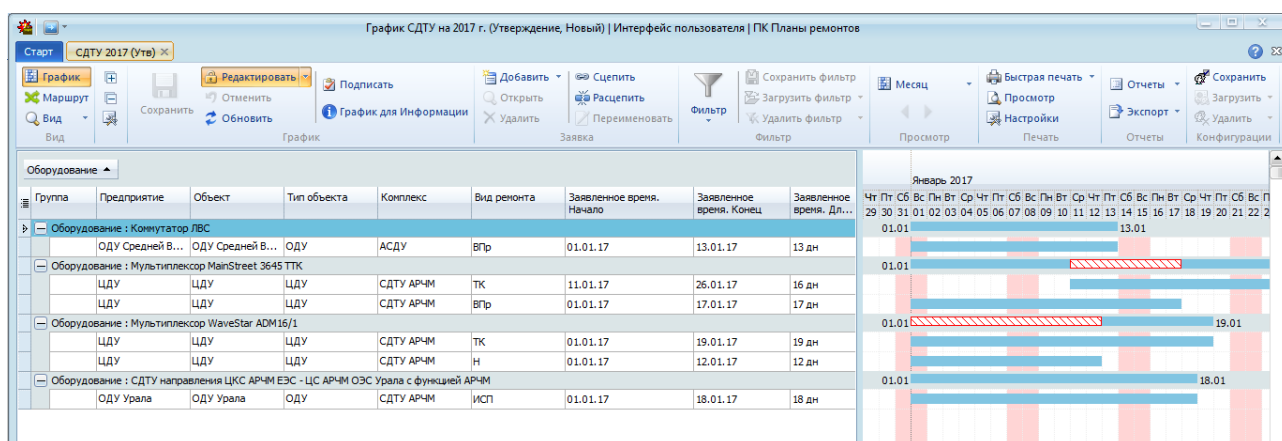 График СДТУ на 2017 г. (Утверждение, Новый) | Интерфейс пользователя | ПК Планы ремонтов
Старт СДТУ 2017 (Утв)
График Редактировать Подписать Добавить Сцепить Сохранить фильтр Месяц Быстрая печать Отчеты Сохранить
Маршрут Сохранить Отменить Открыть Расцепить Фильтр Загрузить фильтр Просмотр Загрузить
Вид Обновить График для Информации Удалить Переименовать Удалить фильтр Настройки Экспорт Удалить
Вид График Заявка Фильтр Просмотр Печать Отчеты Конфигурации
Оборудование
Январь 2017
Группа Предприятие Объект Тип объекта Комплекс Вид ремонта Заявленное время. Начало Заявленное время. Конец Заявленное время. Дл...
Чт Пт Сб Вс Пн Вт Ср Чт Пт Сб Вс Пн Вт Ср Чт Пт Сб Вс Пн Вт Ср Чт Пт Сб Вс П
29 30 31 01 02 03 04 05 06 07 08 09 10 11 12 13 14 15 16 17 18 19 20 21 22 2
Оборудование : Коммутатор ЛВС 01.01 13.01
ОДУ Средней В... ОДУ Средней В... ОДУ АСДУ ВПр 01.01.17 13.01.17 13 дн
Оборудование : Мультиплексор MainStreet 3645 ТТК 01.01
ЦДУ ЦДУ ЦДУ СДТУ АРЧМ ТК 11.01.17 26.01.17 16 дн
ЦДУ ЦДУ ЦДУ СДТУ АРЧМ ВПр 01.01.17 17.01.17 17 дн
Оборудование : Мультиплексор WaveStar ADM16/1 01.01 19.01
ЦДУ ЦДУ ЦДУ СДТУ АРЧМ ТК 01.01.17 19.01.17 19 дн
ЦДУ ЦДУ ЦДУ СДТУ АРЧМ Н 01.01.17 12.01.17 12 дн
Оборудование : СДТУ направления ЦКС АРЧМ ЕЭС - ЦС АРЧМ ОЭС Урала с функцией АРЧМ 01.01 18.01
ОДУ Урала ОДУ Урала ОДУ СДТУ АРЧМ ИСП 01.01.17 18.01.17 18 дн